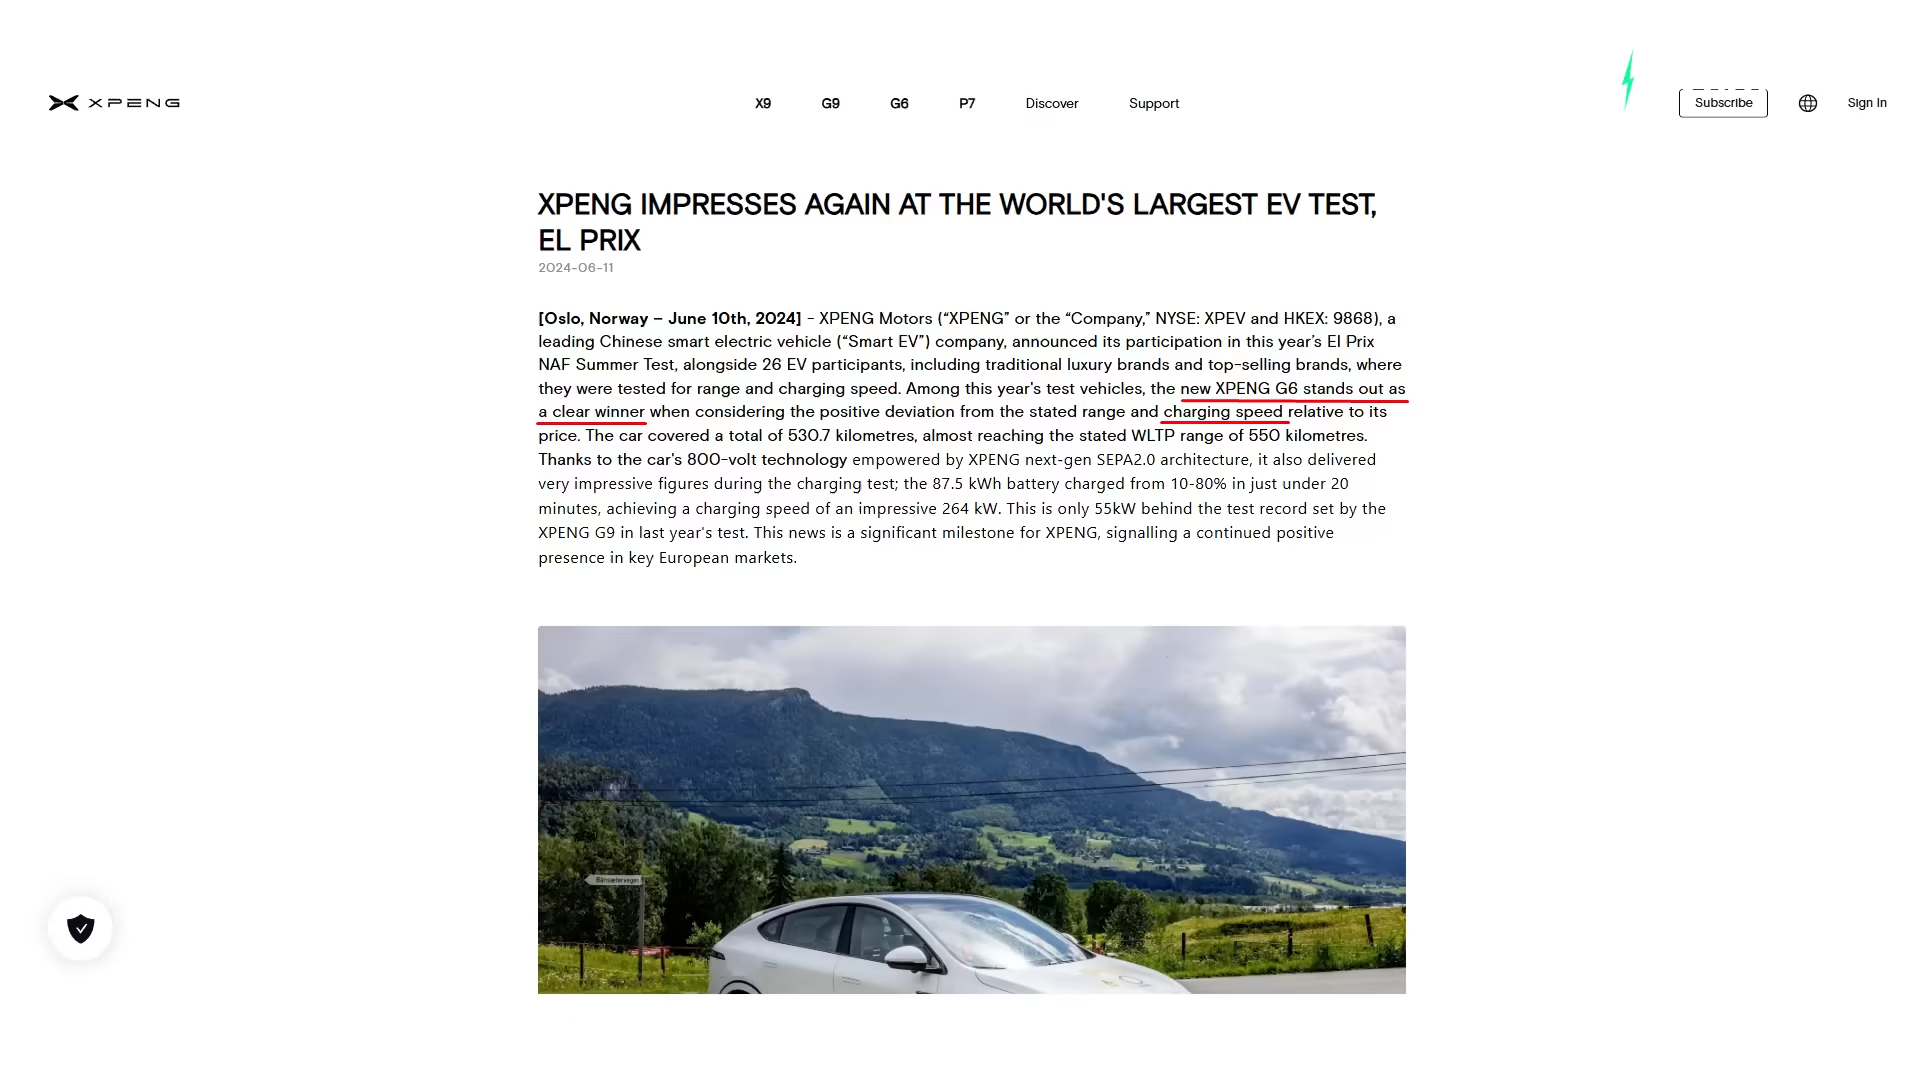 XPENG
X9
G9
G6
P7
Discover
Support
Subscribe
Sign In
XPENG IMPRESSES AGAIN AT THE WORLD'S LARGEST EV TEST,
EL PRIX
2024-06-11
[Oslo, Norway – June 10th, 2024] - XPENG Motors (“XPENG” or the “Company,” NYSE: XPEV and HKEX: 9868), a
leading Chinese smart electric vehicle (“Smart EV”) company, announced its participation in this year’s El Prix
NAF Summer Test, alongside 26 EV participants, including traditional luxury brands and top-selling brands, where
they were tested for range and charging speed. Among this year's test vehicles, the new XPENG G6 stands out as
a clear winner when considering the positive deviation from the stated range and charging speed relative to its
price. The car covered a total of 530.7 kilometres, almost reaching the stated WLTP range of 550 kilometres.
Thanks to the car's 800-volt technology empowered by XPENG next-gen SEPA2.0 architecture, it also delivered
very impressive figures during the charging test; the 87.5 kWh battery charged from 10-80% in just under 20
minutes, achieving a charging speed of an impressive 264 kW. This is only 55kW behind the test record set by the
XPENG G9 in last year's test. This news is a significant milestone for XPENG, signalling a continued positive
presence in key European markets.